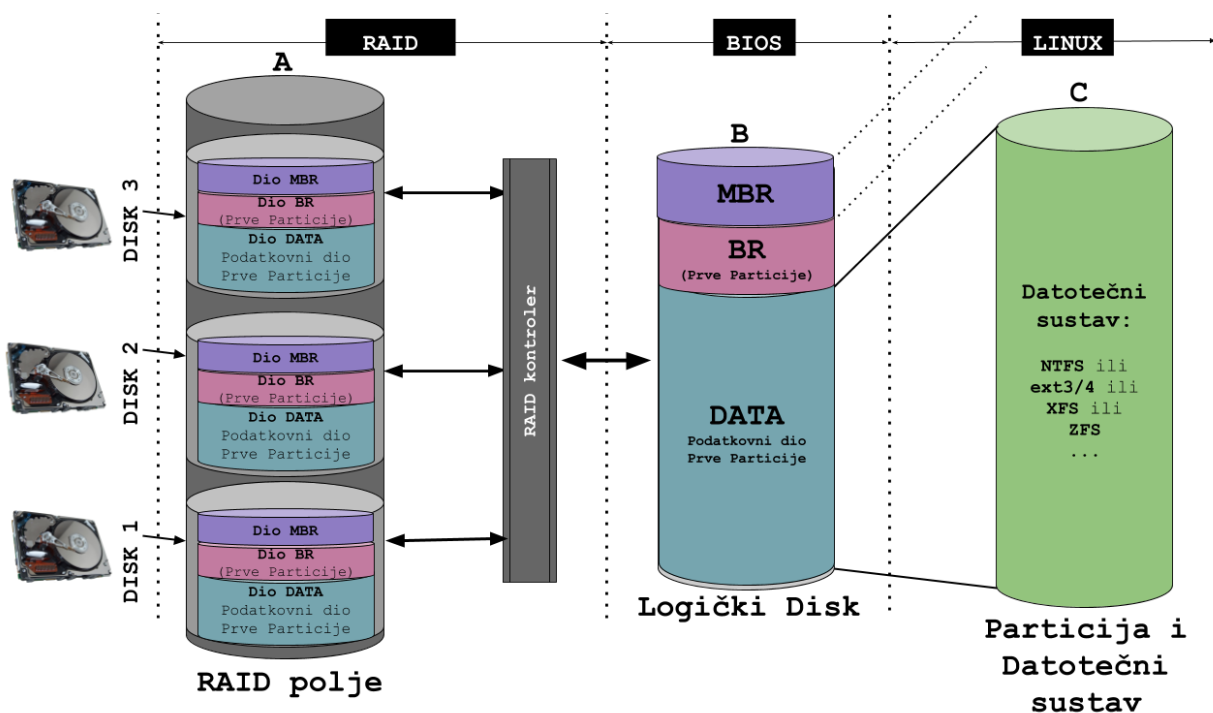 RAID
BIOS
LINUX
A
B
C
DISK 3
Dio MBR
Dio BR
(Prve Particije)
Dio DATA
Podatkovni dio
Prve Particije
DISK 2
Dio MBR
Dio BR
(Prve Particije)
Dio DATA
Podatkovni dio
Prve Particije
DISK 1
Dio MBR
Dio BR
(Prve Particije)
Dio DATA
Podatkovni dio
Prve Particije
RAID polje
RAID kontroler
MBR
BR
(Prve Particije)
DATA
Podatkovni dio
Prve Particije
Logički Disk
Datotečni
sustav:
NTFS ili
ext3/4 ili
XFS ili
ZFS
...
Particija i
Datotečni
sustav